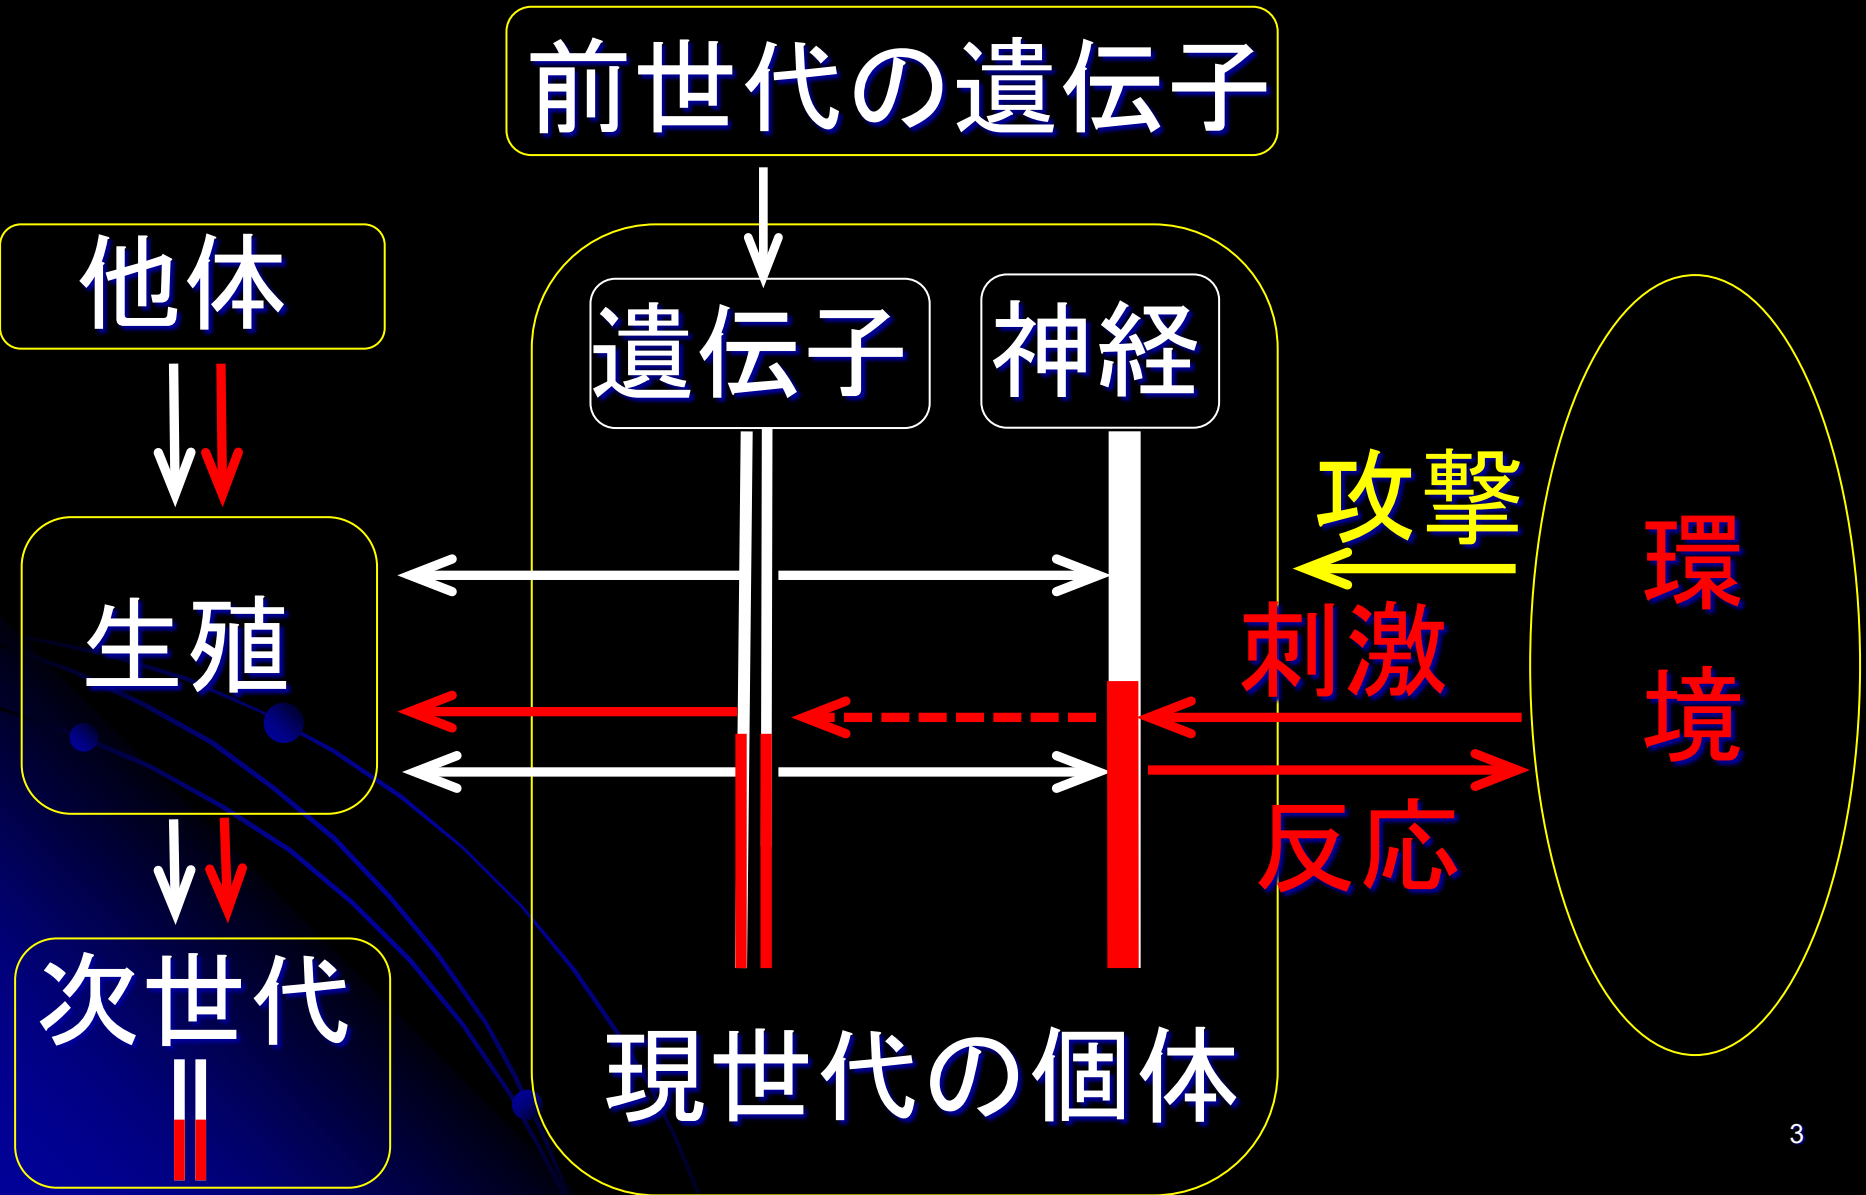 前世代の遺伝子
他体
遺伝子
神経
攻撃
刺激
反応
環
境
生殖
次世代
現世代の個体
3